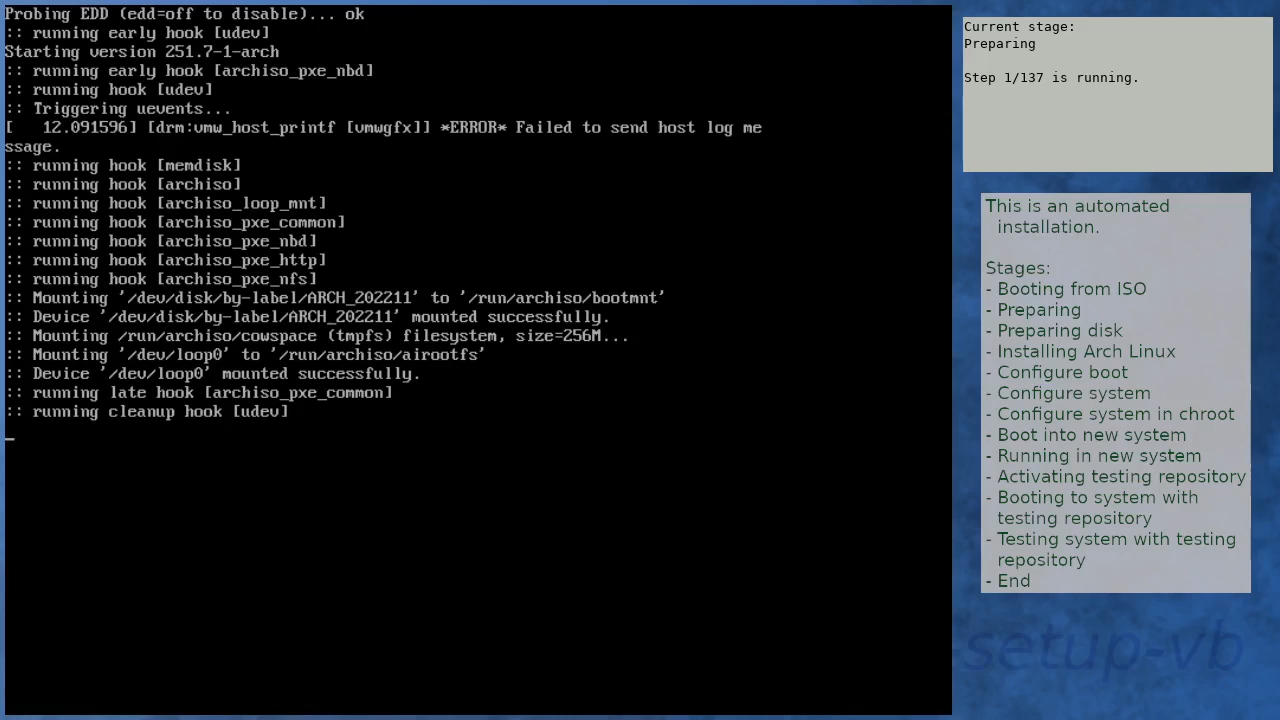 Probing EDD (edd=off to disable)... ok
:: running early hook [udev]
Starting version 251.7-1-arch
:: running early hook [archiso_pxe_nbd]
:: running hook [udev]
:: Triggering uevents...
[   12.091596] [drm:vmw_host_printf [vmwgfx]] *ERROR* Failed to send host log me
ssage.
:: running hook [memdisk]
:: running hook [archiso]
:: running hook [archiso_loop_mnt]
:: running hook [archiso_pxe_common]
:: running hook [archiso_pxe_nbd]
:: running hook [archiso_pxe_http]
:: running hook [archiso_pxe_nfs]
:: Mounting '/dev/disk/by-label/ARCH_202211' to '/run/archiso/bootmnt'
:: Device '/dev/disk/by-label/ARCH_202211' mounted successfully.
:: Mounting /run/archiso/cowspace (tmpfs) filesystem, size=256M...
:: Mounting '/dev/loop0' to '/run/archiso/airootfs'
:: Device '/dev/loop0' mounted successfully.
:: running late hook [archiso_pxe_common]
:: running cleanup hook [udev]
Current stage:
Preparing
Step 1/137 is running.
This is an automated
installation.
Stages:
- Booting from ISO
- Preparing
- Preparing disk
- Installing Arch Linux
- Configure boot
- Configure system
- Configure system in chroot
- Boot into new system
- Running in new system
- Activating testing repository
- Booting to system with
testing repository
- Testing system with testing
repository
- End
-setup-vb